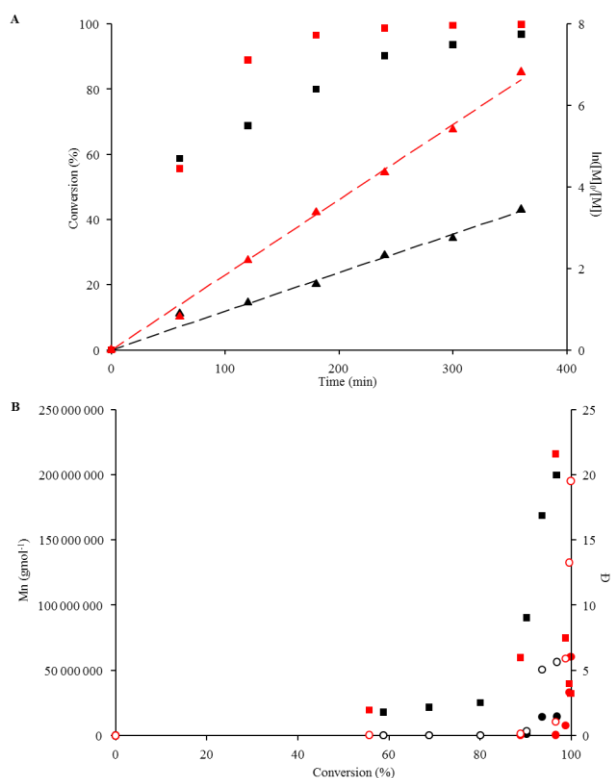 A
100
80
60
40
20
0
Conversion (%)
8
6
4
2
0
ln([M]₀/[M])
0 100 200 300 400
Time (min)
B
250 000 000
200 000 000
150 000 000
100 000 000
50 000 000
0
Mn (gmol⁻¹)
25
20
15
10
5
0
Đ
0 20 40 60 80 100
Conversion (%)